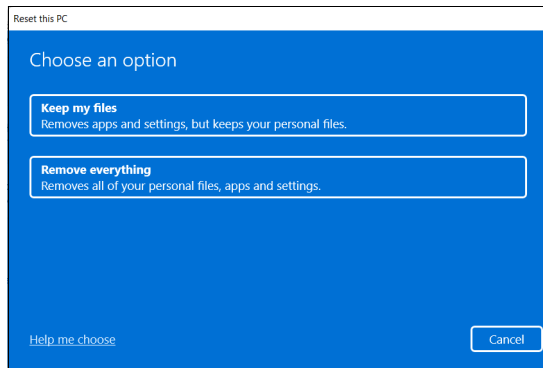 Reset this PC
Choose an option
Keep my files
Removes apps and settings, but keeps your personal files.
Remove everything
Removes all of your personal files, apps and settings.
Help me choose
Cancel